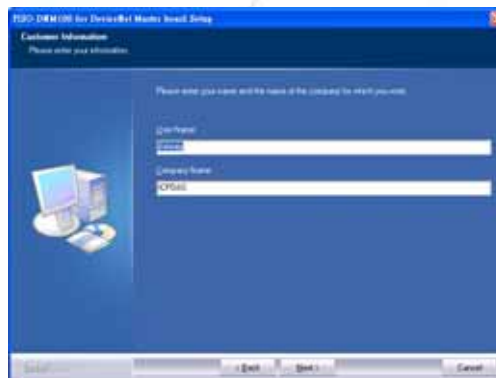 PISO-DNM100 for DeviceNet Master board Setup
Customer Information
Please enter your information.
Please enter your name and the name of the company for which you work.
User Name:
Company Name:
ICPDAS
< Back
Next >
Cancel